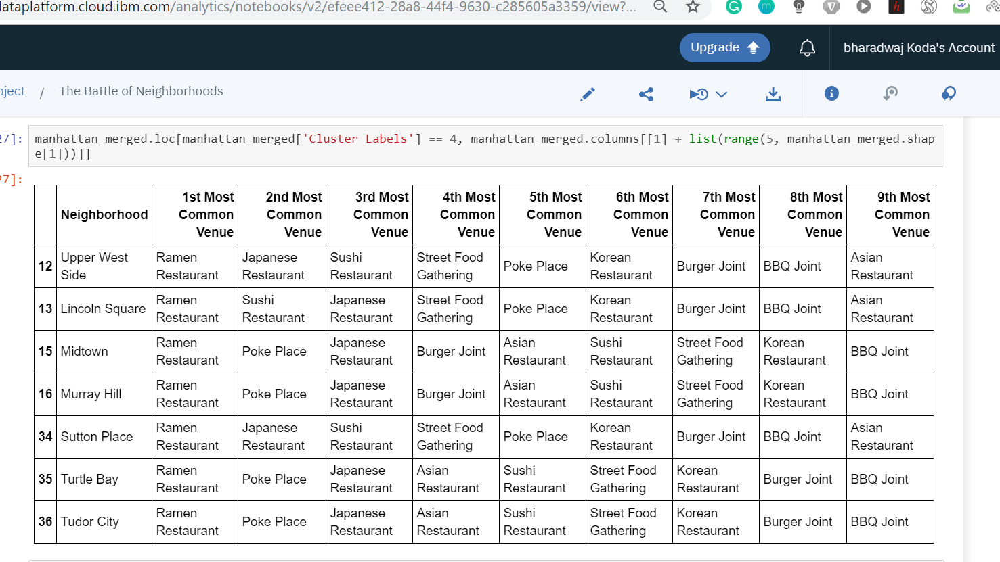 dataplatform.cloud.ibm.com/analytics/notebooks/v2/efeee412-28a8-44f4-9630-c285605a3359/view?...
Upgrade
bharadwaj Koda's Account
oject / The Battle of Neighborhoods
27]:
manhattan_merged.loc[manhattan_merged['Cluster Labels'] == 4, manhattan_merged.columns[[1] + list(range(5, manhattan_merged.shap
e[1]))]]
27]:
Neighborhood 1st Most Common Venue 2nd Most Common Venue 3rd Most Common Venue 4th Most Common Venue 5th Most Common Venue 6th Most Common Venue 7th Most Common Venue 8th Most Common Venue 9th Most Common Venue
12 Upper West Side Ramen Restaurant Japanese Restaurant Sushi Restaurant Street Food Gathering Poke Place Korean Restaurant Burger Joint BBQ Joint Asian Restaurant
13 Lincoln Square Ramen Restaurant Sushi Restaurant Japanese Restaurant Street Food Gathering Poke Place Korean Restaurant Burger Joint BBQ Joint Asian Restaurant
15 Midtown Ramen Restaurant Poke Place Japanese Restaurant Burger Joint Asian Restaurant Sushi Restaurant Street Food Gathering Korean Restaurant BBQ Joint
16 Murray Hill Ramen Restaurant Poke Place Japanese Restaurant Burger Joint Asian Restaurant Sushi Restaurant Street Food Gathering Korean Restaurant BBQ Joint
34 Sutton Place Ramen Restaurant Japanese Restaurant Sushi Restaurant Street Food Gathering Poke Place Korean Restaurant Burger Joint BBQ Joint Asian Restaurant
35 Turtle Bay Ramen Restaurant Poke Place Japanese Restaurant Asian Restaurant Sushi Restaurant Street Food Gathering Korean Restaurant Burger Joint BBQ Joint
36 Tudor City Ramen Restaurant Poke Place Japanese Restaurant Asian Restaurant Sushi Restaurant Street Food Gathering Korean Restaurant Burger Joint BBQ Joint